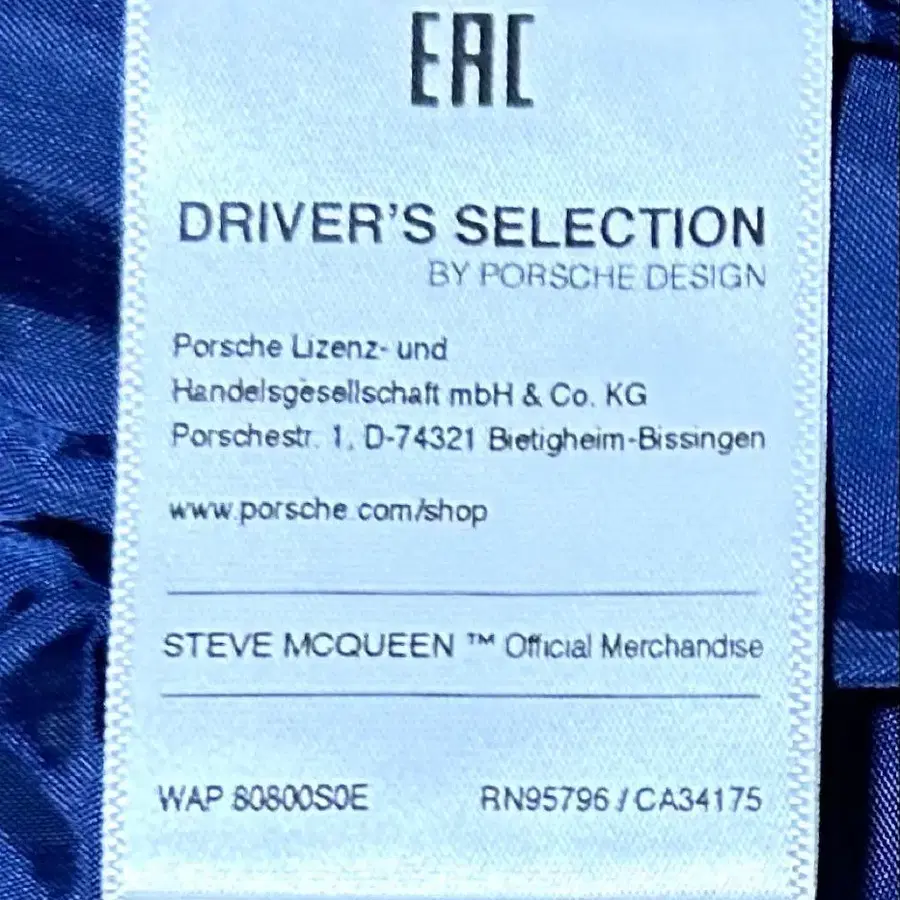 EAC
DRIVER'S SELECTION
BY PORSCHE DESIGN
Porsche Lizenz- und
Handelsgesellschaft mbH & Co. KG
Porschestr. 1, D-74321 Bietigheim-Bissingen
www.porsche.com/shop
STEVE MCQUEEN ™ Official Merchandise
WAP 80800S0E RN95796 / CA34175